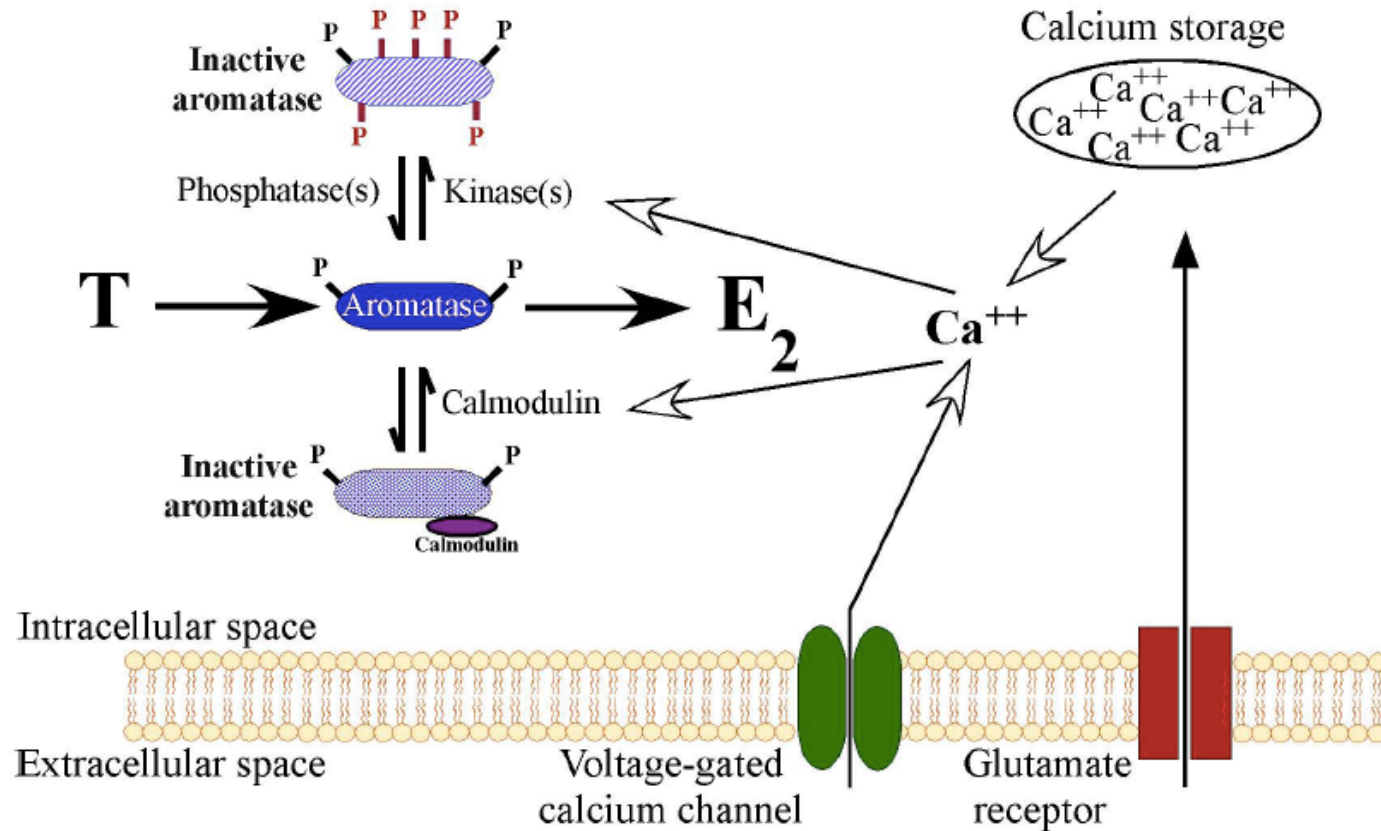 P P P P P
Inactive
aromatase
P P
Calcium storage
Ca++ Ca++ Ca++ Ca++ Ca++ Ca++
Phosphatase(s) Kinase(s)
P P
T Aromatase E2 Ca++
Calmodulin
P P
Inactive
aromatase
Calmodulin
Intracellular space
Extracellular space
Voltage-gated
calcium channel
Glutamate
receptor